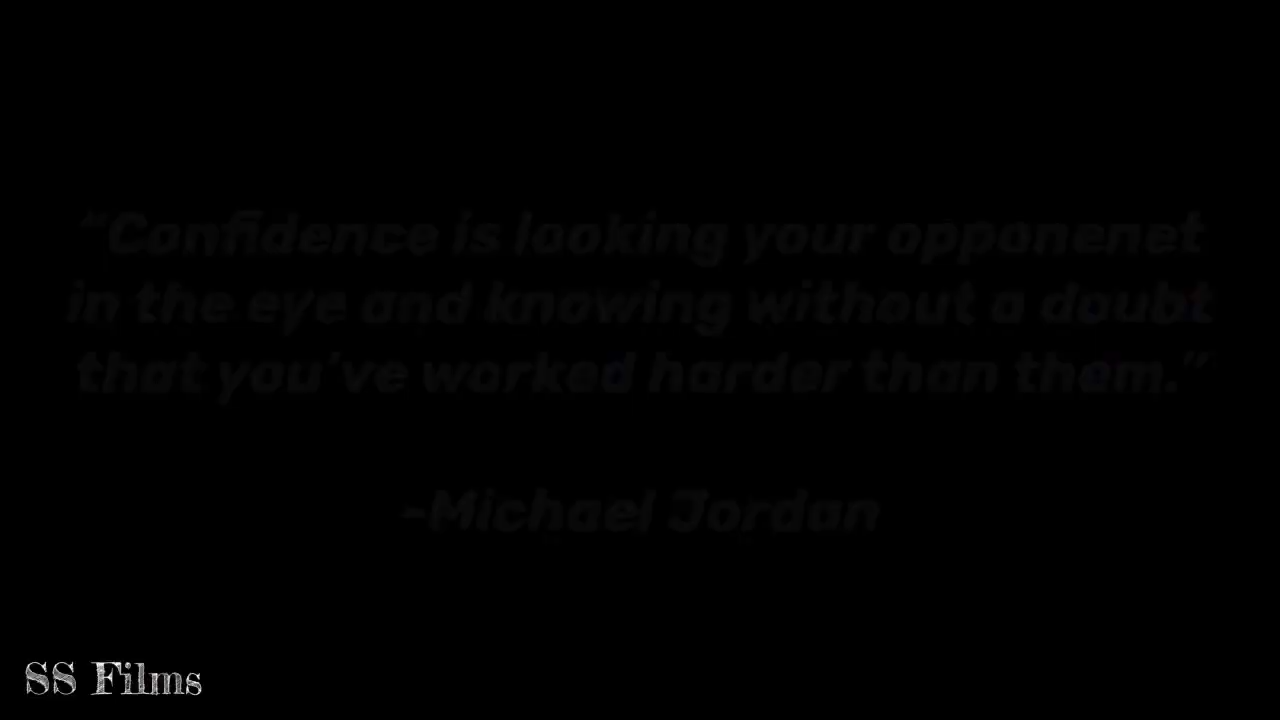 “Confidence is looking your opponenet
in the eye and knowing without a doubt
that you've worked harder than them.”
-Michael Jordan
SS Films